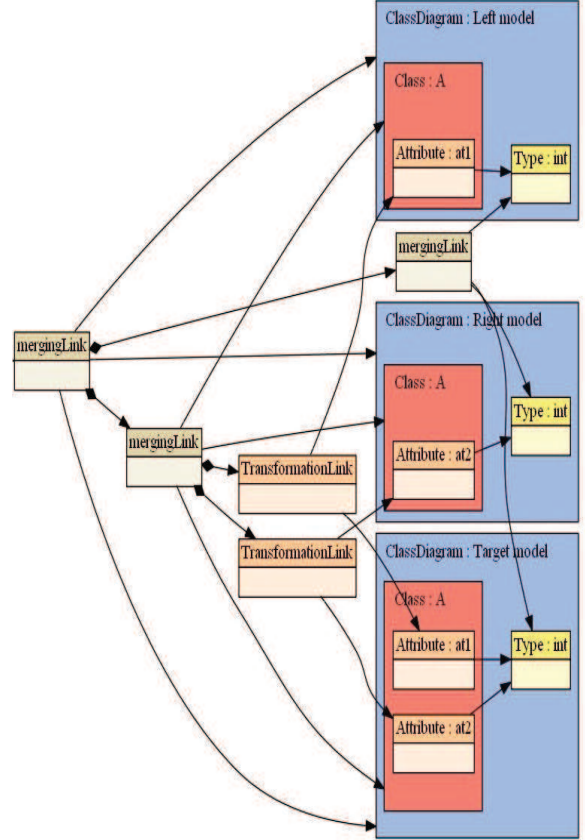 ClassDiagram : Left model
Class : A
Attribute : at1
Type : int
mergingLink
ClassDiagram : Right model
mergingLink
Class : A
Type : int
mergingLink
Attribute : at2
TransformationLink
TransformationLink
ClassDiagram : Target model
Class : A
Attribute : at1
Type : int
Attribute : at2